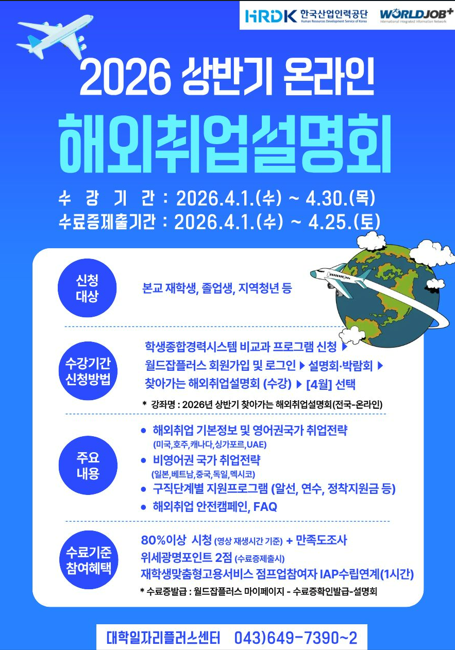 HRDK 한국산업인력공단 WORLDJOB+
Human Resources Development Service of Korea
2026 상반기 온라인
해외취업설명회
수 강 기 간 : 2026.4.1.(수) ~ 4.30.(목)
수료증제출기간 : 2026.4.1.(수) ~ 4.25.(토)
신청
대상
본교 재학생, 졸업생, 지역청년 등
수강기간
신청방법
학생종합경력시스템 비교과 프로그램 신청 ▶
월드잡플러스 회원가입 및 로그인 ▶ 설명회·박람회 ▶
찾아가는 해외취업설명회 (수강) ▶ [4월] 선택
* 강좌명 : 2026년 상반기 찾아가는 해외취업설명회(전국-온라인)
주요
내용
• 해외취업 기본정보 및 영어권국가 취업전략
(미국,호주,캐나다,싱가포르,UAE)
• 비영어권 국가 취업전략
(일본,베트남,중국,독일,멕시코)
• 구직단계별 지원프로그램 (알선, 연수, 정착지원금 등)
• 해외취업 안전캠페인, FAQ
수료기준
참여혜택
80%이상 시청 (영상 재생시간 기준) + 만족도조사
위세광명포인트 2점 (수료증제출시)
재학생맞춤형고용서비스 점프업참여자 IAP수립연계(1시간)
* 수료증발급 : 월드잡플러스 마이페이지 - 수료증확인발급-설명회
대학일자리플러스센터 043)649-7390~2